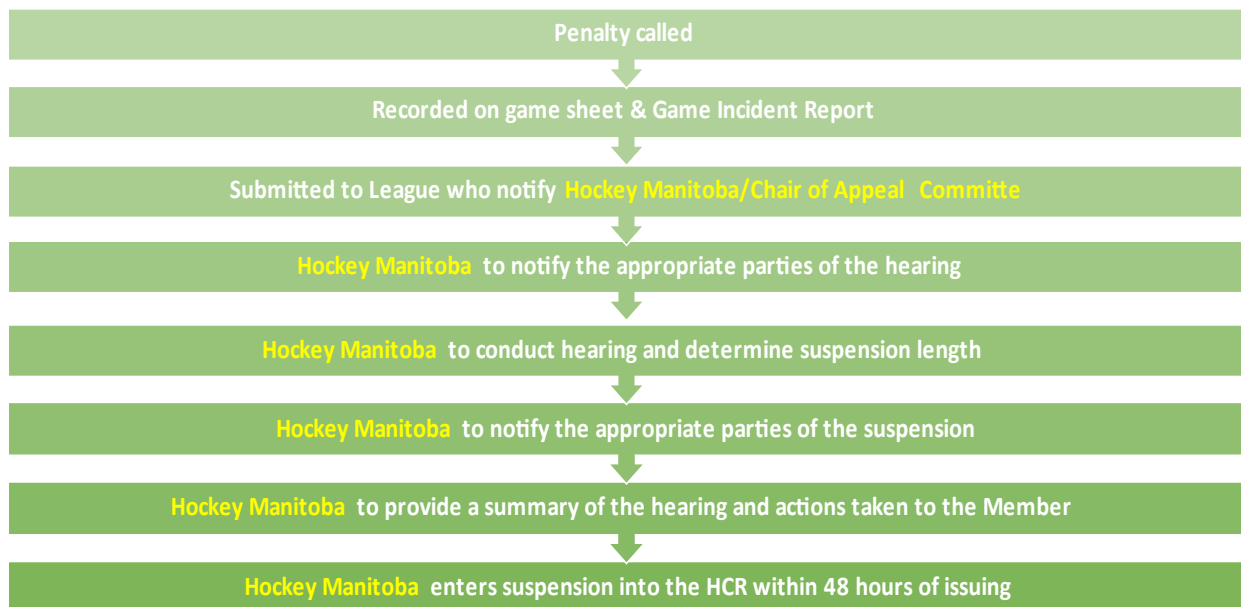 Penalty called
Recorded on game sheet & Game Incident Report
Submitted to League who notify Hockey Manitoba/Chair of Appeal Committe
Hockey Manitoba to notify the appropriate parties of the hearing
Hockey Manitoba to conduct hearing and determine suspension length
Hockey Manitoba to notify the appropriate parties of the suspension
Hockey Manitoba to provide a summary of the hearing and actions taken to the Member
Hockey Manitoba enters suspension into the HCR within 48 hours of issuing